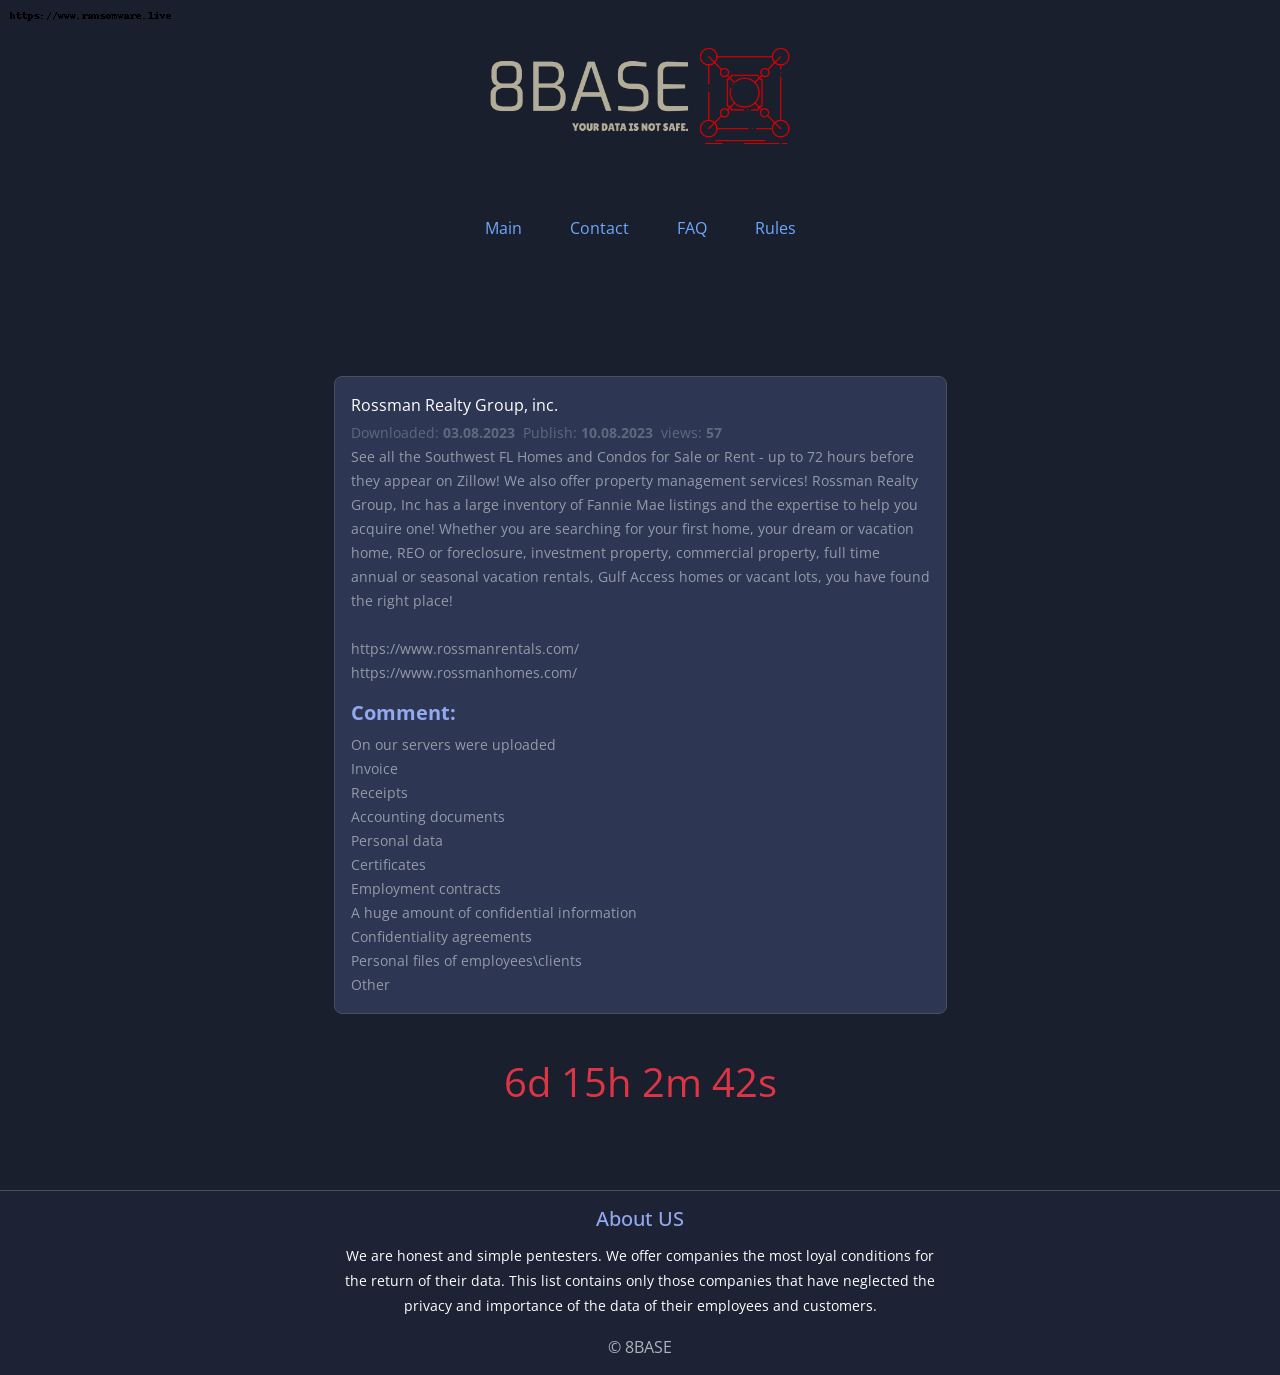 https://www.ransomware.live
8BASE
YOUR DATA IS NOT SAFE.
Main Contact FAQ Rules
Rossman Realty Group, inc.
Downloaded: 03.08.2023 Publish: 10.08.2023 views: 57
See all the Southwest FL Homes and Condos for Sale or Rent - up to 72 hours before
they appear on Zillow! We also offer property management services! Rossman Realty
Group, Inc has a large inventory of Fannie Mae listings and the expertise to help you
acquire one! Whether you are searching for your first home, your dream or vacation
home, REO or foreclosure, investment property, commercial property, full time
annual or seasonal vacation rentals, Gulf Access homes or vacant lots, you have found
the right place!
https://www.rossmanrentals.com/
https://www.rossmanhomes.com/
Comment:
On our servers were uploaded
Invoice
Receipts
Accounting documents
Personal data
Certificates
Employment contracts
A huge amount of confidential information
Confidentiality agreements
Personal files of employees\clients
Other
6d 15h 2m 42s
About US
We are honest and simple pentesters. We offer companies the most loyal conditions for
the return of their data. This list contains only those companies that have neglected the
privacy and importance of the data of their employees and customers.
© 8BASE